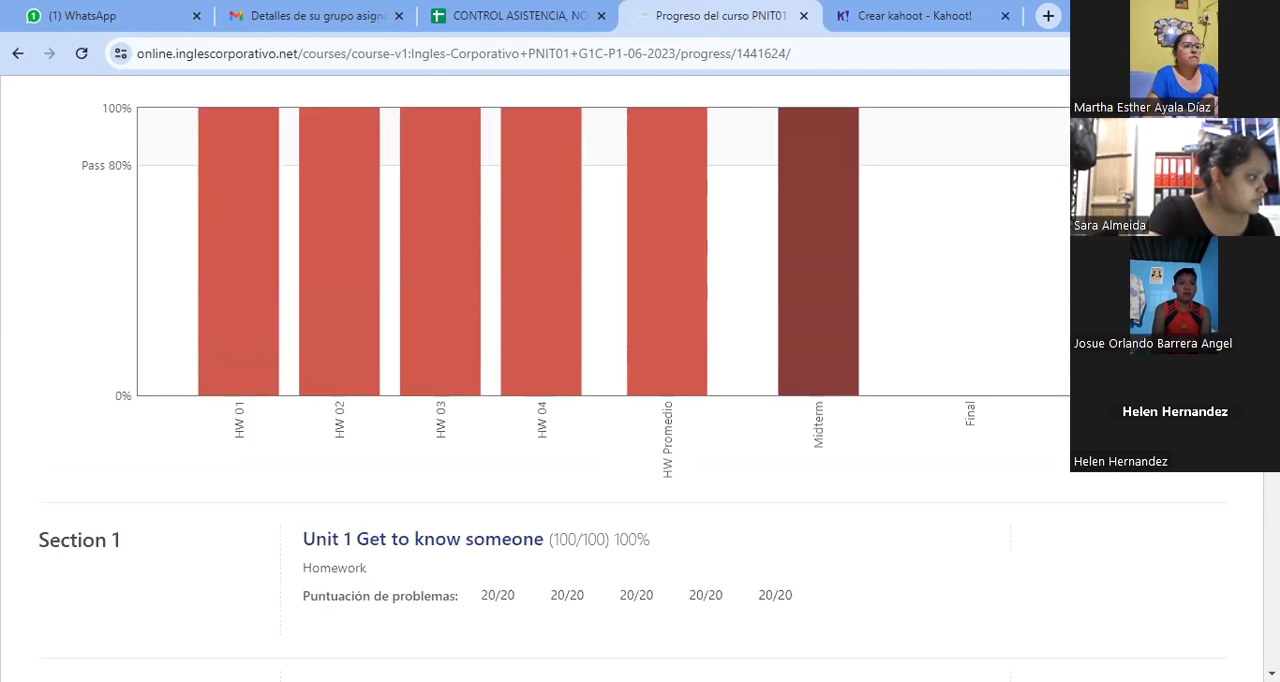 (1) WhatsApp
Detalles de su grupo asigna
CONTROL ASISTENCIA, NO
Progreso del curso PNIT01
K! Crear kahoot - Kahoot!
online.inglescorporativo.net/courses/course-v1:Ingles-Co o+PNIT01+G1C-P1-06-2023/progress/1441624/
Martha Esther Ayala Díaz
Sara Almeida
Josue Orlando Barrera Angel
Helen Hernandez
Helen Hernandez
100%
Pass 80%
0%
HW 01
HW 02
HW 03
HW 04
HW Promedio
Midterm
Final
Section 1
Unit 1 Get to know someone (100/100) 100%
Homework
Puntuación de problemas: 20/20 20/20 20/20 20/20 20/20